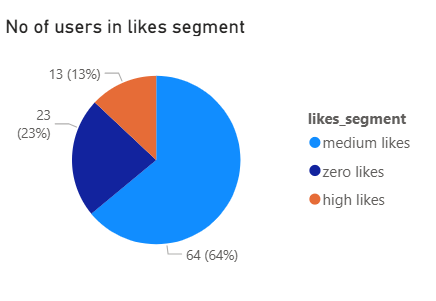 No of users in likes segment
13 (13%)
23
(23%)
64 (64%)
likes_segment
medium likes
zero likes
high likes